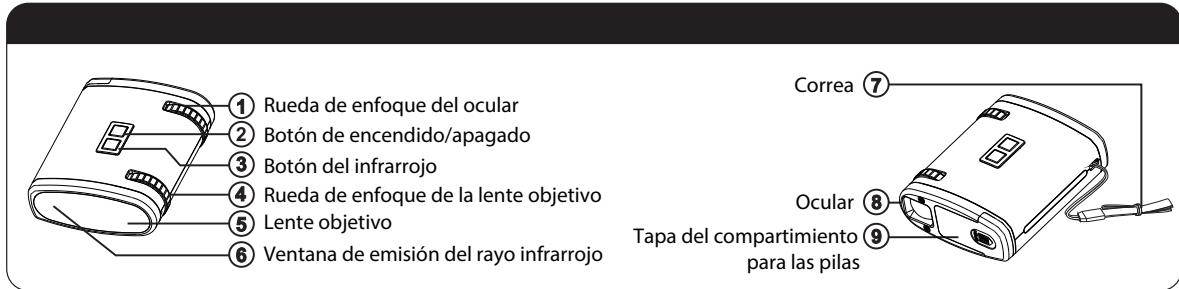 ① Rueda de enfoque del ocular
② Botón de encendido/apagado
③ Botón del infrarrojo
④ Rueda de enfoque de la lente objetivo
⑤ Lente objetivo
⑥ Ventana de emisión del rayo infrarrojo
Correa ⑦
Ocular ⑧
Tapa del compartimiento ⑨
para las pilas